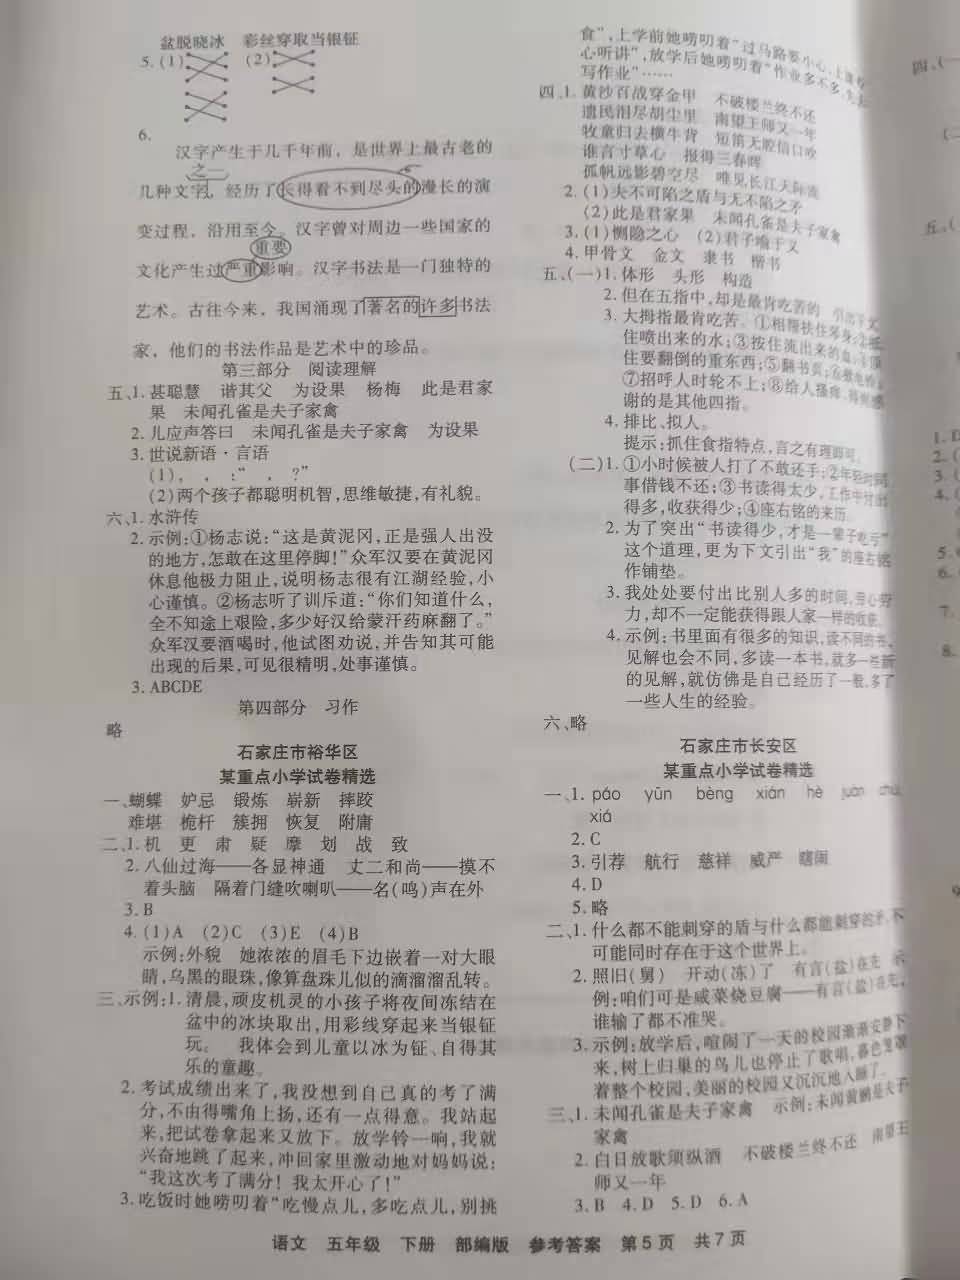 盆脱晓冰　彩丝穿取当银钲
5. (1)　(2)
6.
汉字产生于几千年前，是世界上最古老的
之一
几种文字，经历了长得看不到尽头的漫长的演
变过程，沿用至今。汉字曾对周边一些国家的
重要
文化产生过严重影响。汉字书法是一门独特的
艺术。古往今来，我国涌现了著名的许多书法
家，他们的书法作品是艺术中的珍品。
第三部分　阅读理解
五、1. 甚聪慧　谐其父　为设果　杨梅　此是君家
果　未闻孔雀是夫子家禽
2. 儿应声答曰　未闻孔雀是夫子家禽　为设果
3. 世说新语·言语
(1)，　，　:“　，　?”
(2)两个孩子都聪明机智,思维敏捷,有礼貌。
六、1. 水浒传
2. 示例:①杨志说:“这是黄泥冈,正是强人出没
的地方,怎敢在这里停脚!”众军汉要在黄泥冈
休息他极力阻止,说明杨志很有江湖经验,小
心谨慎。②杨志听了训斥道:“你们知道什么,
全不知途上艰险,多少好汉给蒙汗药麻翻了。”
众军汉要酒喝时,他试图劝说,并告知其可能
出现的后果,可见很精明,处事谨慎。
3. ABCDE
第四部分　习作
略
石家庄市裕华区
某重点小学试卷精选
一、蝴蝶　妒忌　锻炼　崭新　摔跤
难堪　桅杆　簇拥　恢复　附庸
二、1. 机　更　肃　疑　摩　划　战　致
2. 八仙过海——各显神通　丈二和尚——摸不
着头脑　隔着门缝吹喇叭——名(鸣)声在外
3. B
4. (1)A　(2)C　(3)E　(4)B
示例:外貌　她浓浓的眉毛下边嵌着一对大眼
睛,乌黑的眼珠,像算盘珠儿似的滴溜溜乱转。
三、示例:1. 清晨,顽皮机灵的小孩子将夜间冻结在
盆中的冰块取出,用彩线穿起来当银钲
玩。　我体会到儿童以冰为钲、自得其
乐的童趣。
2. 考试成绩出来了,我没想到自己真的考了满
分,不由得嘴角上扬,还有一点得意。我站起
来,把试卷拿起来又放下。放学铃一响,我就
兴奋地跳了起来,冲回家里激动地对妈妈说:
“我这次考了满分! 我太开心了!”
3. 吃饭时她唠叨着“吃慢点儿,多吃点儿,别挑
食”,上学前她唠叨着“过马路要小心,上课专
心听讲”,放学后她唠叨着“作业多不多,先去
写作业”……
四、1. 黄沙百战穿金甲　不破楼兰终不还
遗民泪尽胡尘里　南望王师又一年
牧童归去横牛背　短笛无腔信口吹
谁言寸草心　报得三春晖
孤帆远影碧空尽　唯见长江天际流
2. (1)夫不可陷之盾与无不陷之矛
(2)此是君家果　未闻孔雀是夫子家禽
3. (1)恻隐之心　(2)君子喻于义
4. 甲骨文　金文　隶书　楷书
五、(一)1. 体形　头形　构造
2. 但在五指中,却是最肯吃苦的　引出下文
3. 大拇指最肯吃苦。①相帮扶住琴身;②抵
住喷出来的水;③按住流出来的血;④顶
住要翻倒的重东西;⑤翻书页;⑥
⑦招呼人时轮不上;⑧给人搔痒
谢的是其他四指。
4. 排比、拟人。
提示:抓住食指特点,言之有理即可。
(二)1. ①小时候被人打了不敢还手;②年轻时同
事借钱不还;③书读得太少,工作中付出
得多,收获得少;④座右铭的来历。
2. 为了突出“书读得少,才是一辈子吃亏”
这个道理,更为下文引出“我”的座右铭
作铺垫。
3. 我处处要付出比别人多的时间,劳心劳
力,却不一定能获得跟人家一样的收获。
4. 示例:书里面有很多的知识,读不同的书,
见解也会不同,多读一本书,就多一些新
的见解,就仿佛是自己经历了一般,多了
一些人生的经验。
六、略
石家庄市长安区
某重点小学试卷精选
一、1. páo　yūn　bèng　xián　hè　juàn　chú
xiá
2. C
3. 引荐　航行　慈祥　威严　瞎闹
4. D
5. 略
二、1. 什么都不能刺穿的盾与什么都能刺穿的矛,不
可能同时存在于这个世界上。
2. 照旧(舅)　开动(冻)了　有言(盐)在先　示
例:咱们可是咸菜烧豆腐——有言(盐)在先,
谁输了都不准哭。
3. 示例:放学后,喧闹了一天的校园渐渐安静下
来,树上归巢的鸟儿也停止了歌唱,暮色笼罩
着整个校园,美丽的校园又沉沉地入睡了。
三、1. 未闻孔雀是夫子家禽　示例:未闻黄鹂是夫子
家禽
2. 白日放歌须纵酒　不破楼兰终不还　南望王
师又一年
3. B　4. D　5. D　6. A
语文　五年级　下册　部编版　参考答案　第5页　共7页
四、(一
(二
五、(
1. D
2. (
3. (
4. (
5.
6.
7.
8.
9